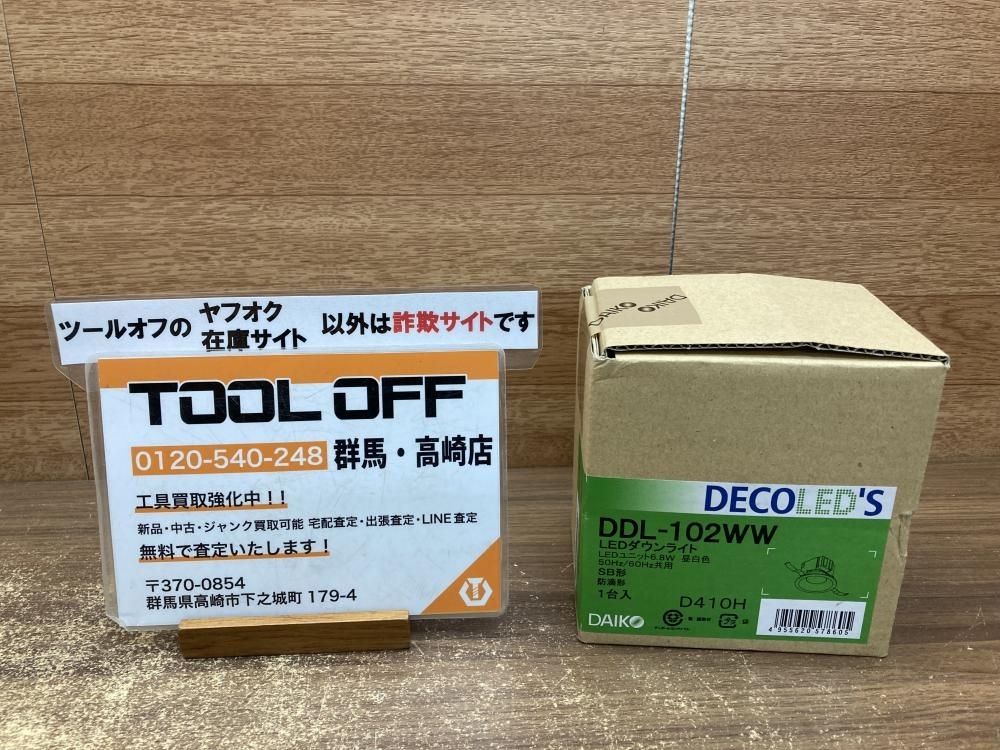 ツールオフの ヤフオク 在庫サイト 以外は詐欺サイトです
TOOL OFF
0120-540-248 群馬・高崎店
工具買取強化中！！
新品・中古・ジャンク買取可能 宅配査定・出張査定・LINE査定
無料で査定いたします！
〒370-0854
群馬県高崎市下之城町 179-4
DAIKO
DECOLED'S
DDL-102WW
LEDダウンライト
LEDユニット6.8W 昼白色
50Hz/60Hz共用
SB形
防滴形
1台入
D410H
DAIKO
4 955620 578605